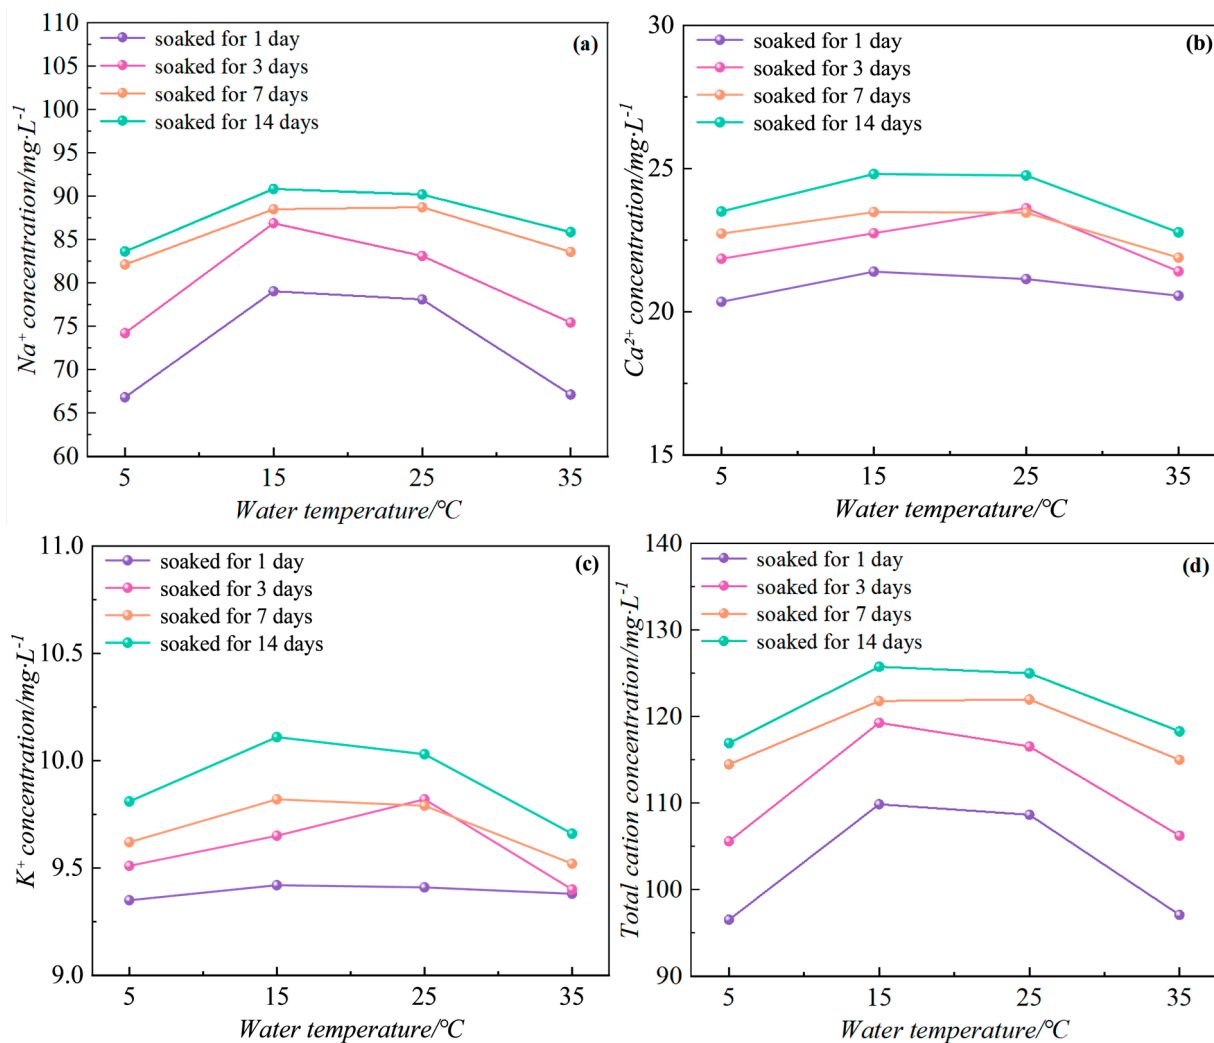 (a)
soaked for 1 day
soaked for 3 days
soaked for 7 days
soaked for 14 days
110
105
100
95
90
85
80
75
70
65
60
Na⁺ concentration/mg·L⁻¹
5 15 25 35
Water temperature/°C
(b)
soaked for 1 day
soaked for 3 days
soaked for 7 days
soaked for 14 days
30
25
20
15
Ca²⁺ concentration/mg·L⁻¹
5 15 25 35
Water temperature/°C
(c)
soaked for 1 day
soaked for 3 days
soaked for 7 days
soaked for 14 days
11.0
10.5
10.0
9.5
9.0
K⁺ concentration/mg·L⁻¹
5 15 25 35
Water temperature/°C
(d)
soaked for 1 day
soaked for 3 days
soaked for 7 days
soaked for 14 days
140
130
120
110
100
90
Total cation concentration/mg·L⁻¹
5 15 25 35
Water temperature/°C